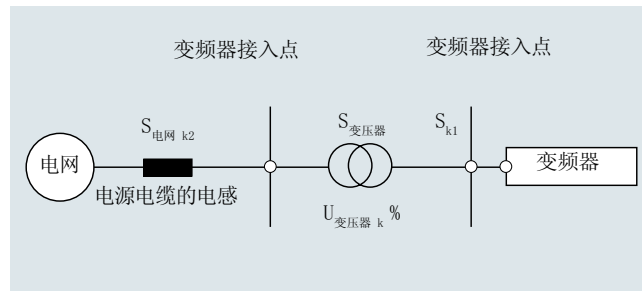 变频器接入点
变频器接入点
S电网 k2
S变压器
Sk1
电网
变频器
电源电缆的电感
U变压器 k %